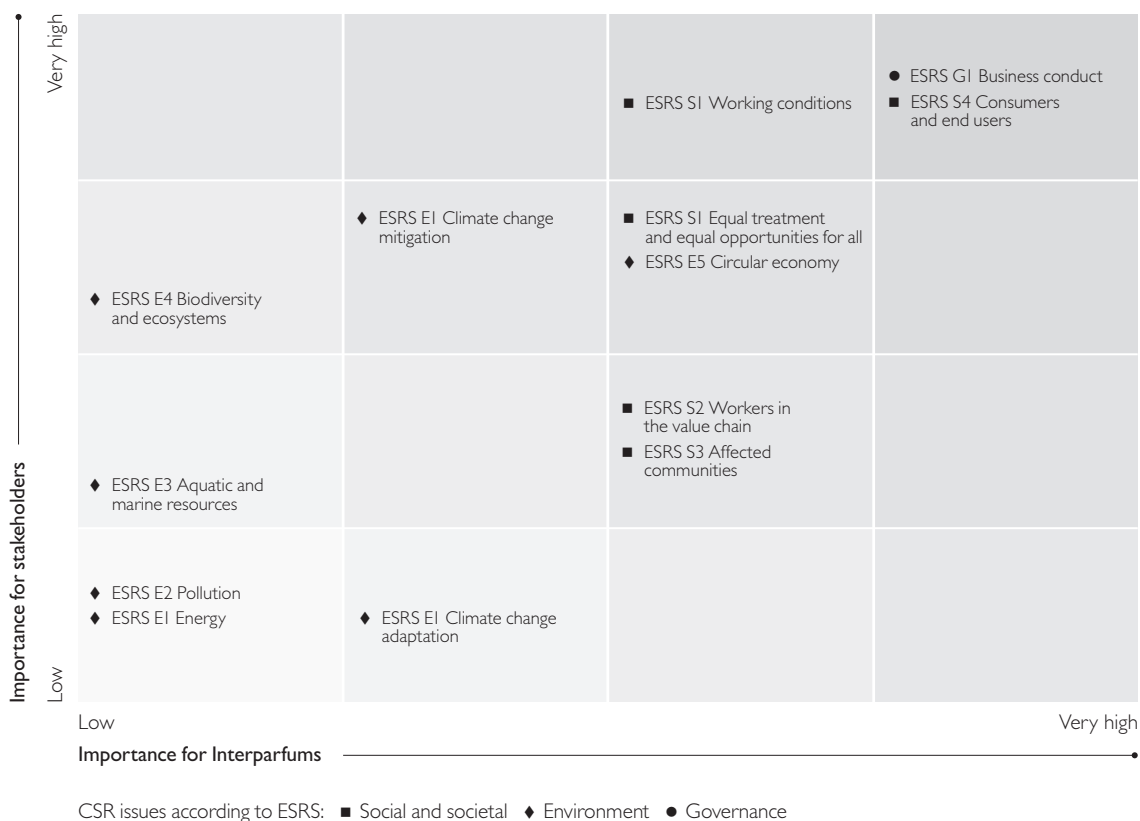 Very high
ESRS G1 Business conduct
ESRS S1 Working conditions
ESRS S4 Consumers
and end users
ESRS E1 Climate change
mitigation
ESRS S1 Equal treatment
and equal opportunities for all
ESRS E5 Circular economy
ESRS E4 Biodiversity
and ecosystems
ESRS S2 Workers in
the value chain
ESRS S3 Affected
communities
ESRS E3 Aquatic and
marine resources
ESRS E2 Pollution
ESRS E1 Energy
ESRS E1 Climate change
adaptation
Importance for stakeholders
Low
Low
Very high
Importance for Interparfums
CSR issues according to ESRS: ■ Social and societal ♦ Environment ● Governance